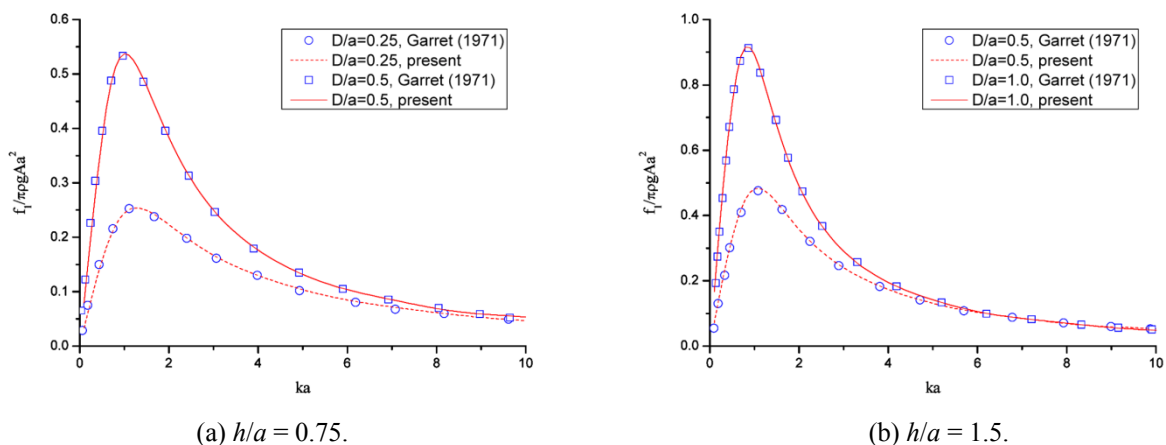 0.6
0.5
0.4
0.3
0.2
0.1
0.0
f₁/πρgAa²
0 2 4 6 8 10
ka
D/a=0.25, Garret (1971)
D/a=0.25, present
D/a=0.5, Garret (1971)
D/a=0.5, present
(a) h/a = 0.75.
1.0
0.8
0.6
0.4
0.2
0.0
f₁/πρgAa²
0 2 4 6 8 10
ka
D/a=0.5, Garret (1971)
D/a=0.5, present
D/a=1.0, Garret (1971)
D/a=1.0, present
(b) h/a = 1.5.